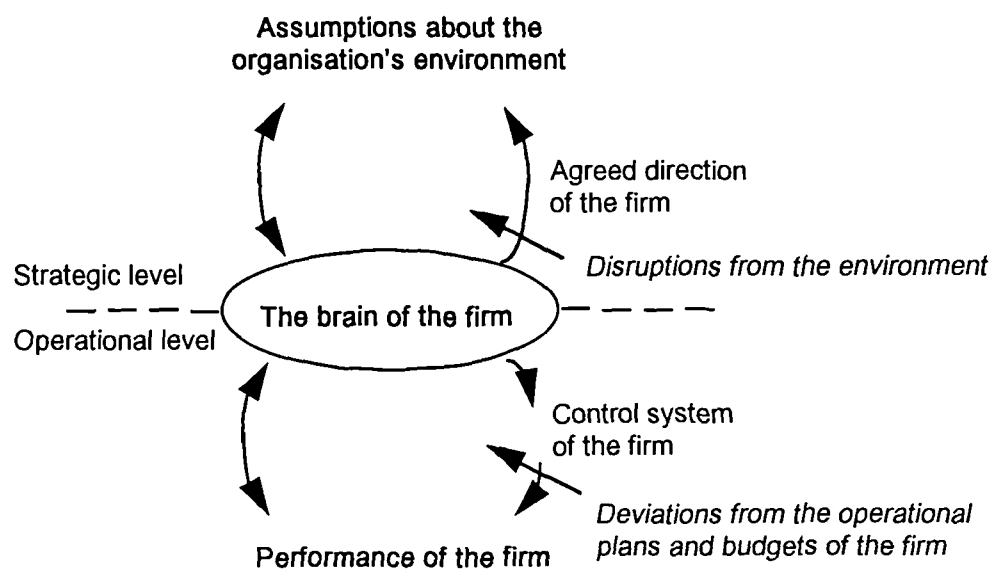 Assumptions about the
organisation's environment
Agreed direction
of the firm
Disruptions from the environment
Strategic level
The brain of the firm
Operational level
Control system
of the firm
Deviations from the operational
plans and budgets of the firm
Performance of the firm